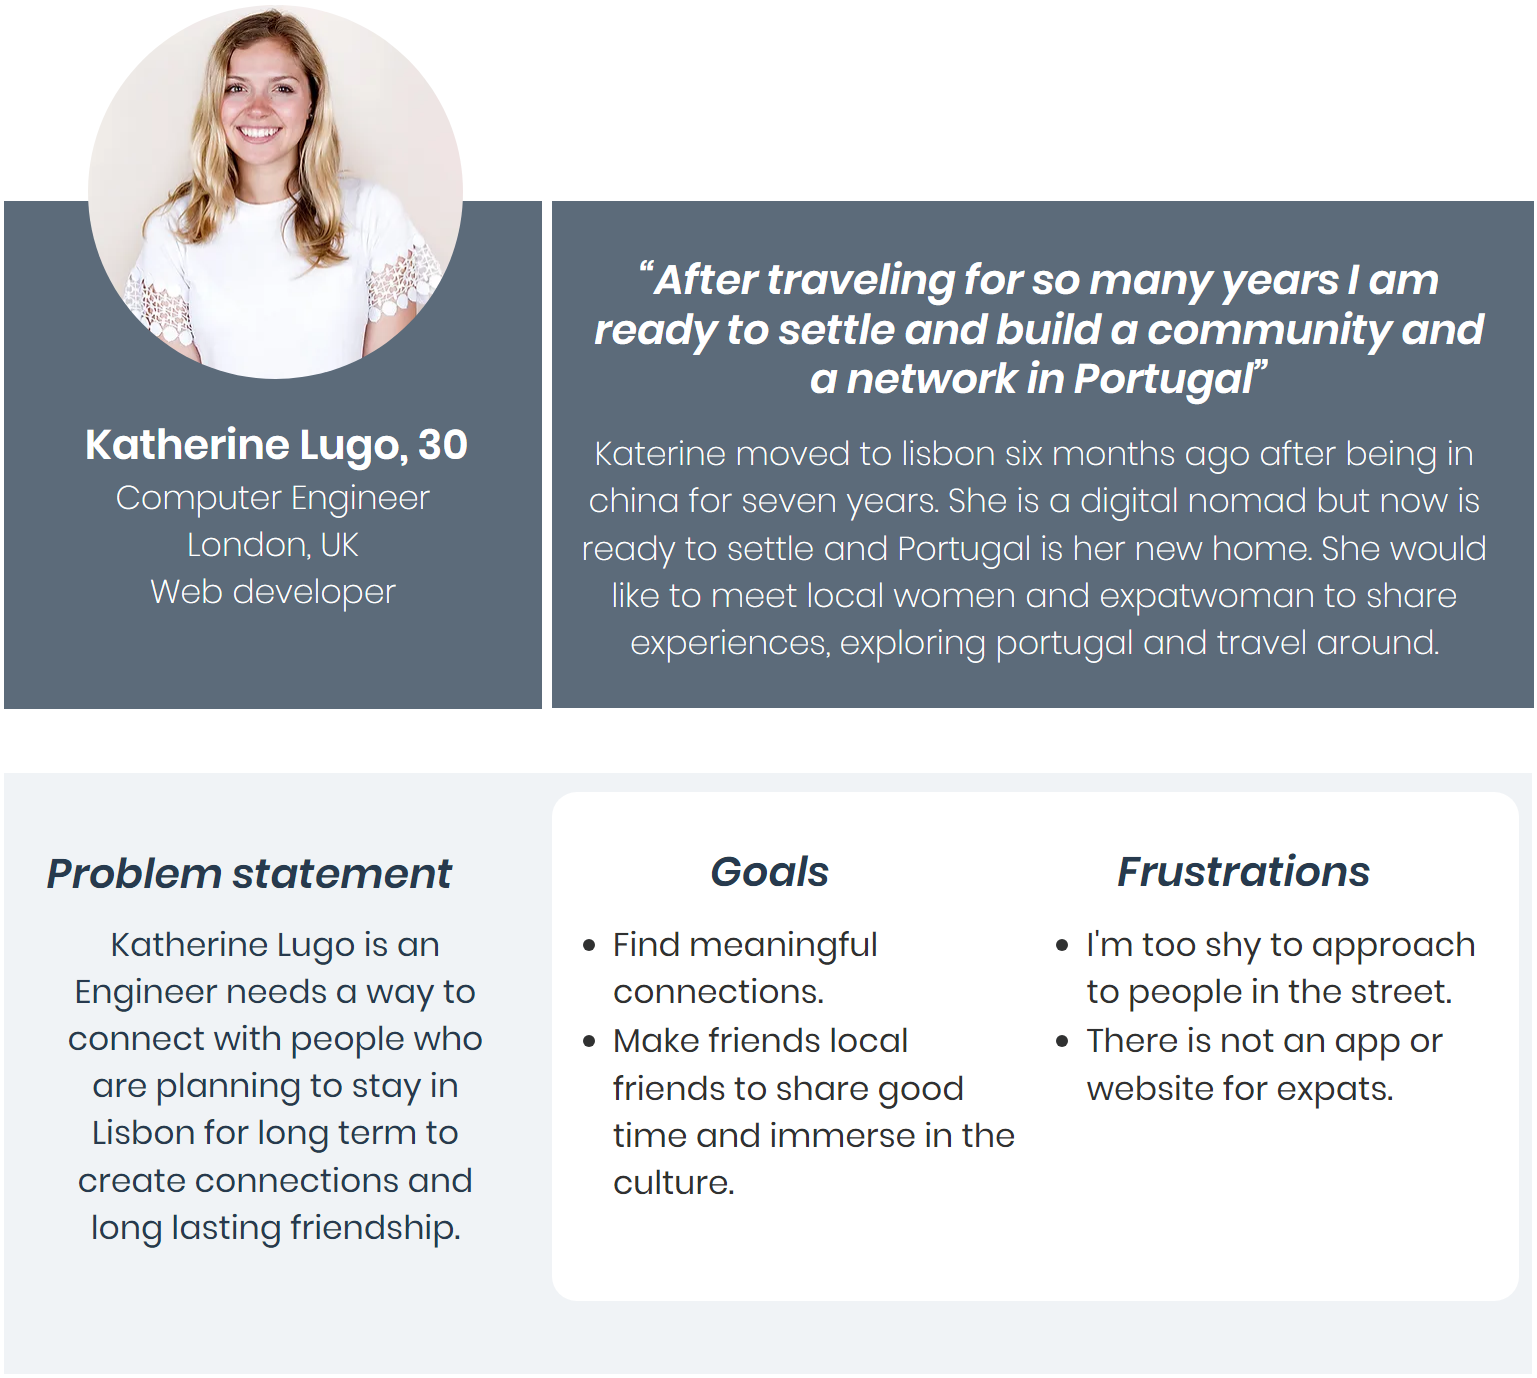 Katherine Lugo, 30
Computer Engineer
London, UK
Web developer
“After traveling for so many years I am
ready to settle and build a community and
a network in Portugal”
Katerine moved to lisbon six months ago after being in
china for seven years. She is a digital nomad but now is
ready to settle and Portugal is her new home. She would
like to meet local women and expatwoman to share
experiences, exploring portugal and travel around.
Problem statement
Katherine Lugo is an
Engineer needs a way to
connect with people who
are planning to stay in
Lisbon for long term to
create connections and
long lasting friendship.
Goals
• Find meaningful
connections.
• Make friends local
friends to share good
time and immerse in the
culture.
Frustrations
• I'm too shy to approach
to people in the street.
• There is not an app or
website for expats.